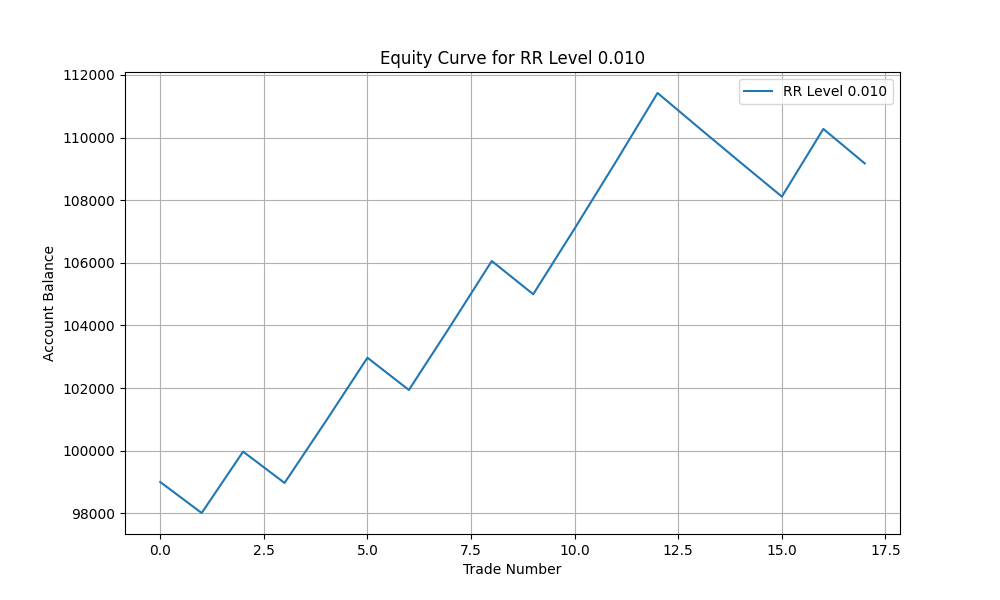 Equity Curve for RR Level 0.010
RR Level 0.010
Account Balance
112000
110000
108000
106000
104000
102000
100000
98000
0.0 2.5 5.0 7.5 10.0 12.5 15.0 17.5
Trade Number